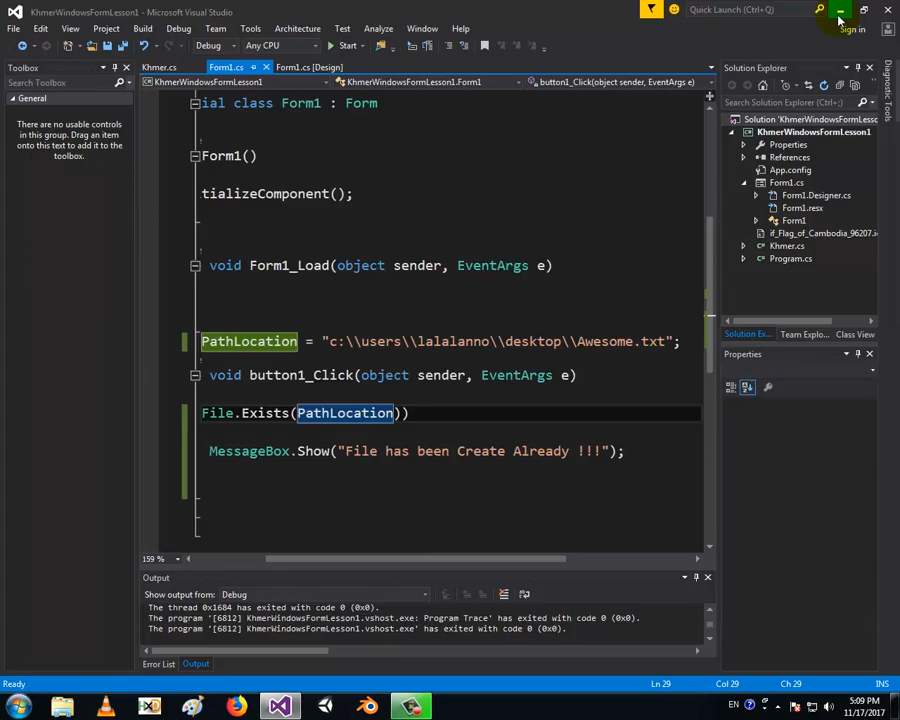 KhmerWindowsFormLesson1 - Microsoft Visual Studio
Quick Launch (Ctrl+Q)
File Edit View Project Build Debug Team Tools Architecture Test Analyze Window Help
Sign in
Debug Any CPU Start
Toolbox
Khmer.cs Form1.cs Form1.cs [Design]
Solution Explorer
Search Toolbox
KhmerWindowsFormLesson1 KhmerWindowsFormLesson1.Form1 button1_Click(object sender, EventArgs e)
General
There are no usable controls
in this group. Drag an item
onto this text to add it to the
toolbox.
ial class Form1 : Form
Form1()
tializeComponent();
void Form1_Load(object sender, EventArgs e)
PathLocation = "c:\\users\\lalalanno\\desktop\\Awesome.txt";
void button1_Click(object sender, EventArgs e)
File.Exists(PathLocation))
MessageBox.Show("File has been Create Already !!!");
159 %
Search Solution Explorer (Ctrl+;)
Solution 'KhmerWindowsFormLesso
KhmerWindowsFormLesson1
Properties
References
App.config
Form1.cs
Form1.Designer.cs
Form1.resx
Form1
if_Flag_of_Cambodia_96207.i
Khmer.cs
Program.cs
Solution Ex... Team Explo... Class View
Properties
Diagnostic Tools
Output
Show output from: Debug
The thread 0x1684 has exited with code 0 (0x0).
The program '[6812] KhmerWindowsFormLesson1.vshost.exe: Program Trace' has exited with code 0 (0x0).
The program '[6812] KhmerWindowsFormLesson1.vshost.exe' has exited with code 0 (0x0).
Error List Output
Ready
Ln 29 Col 29 Ch 29 INS
EN
5:09 PM
11/17/2017